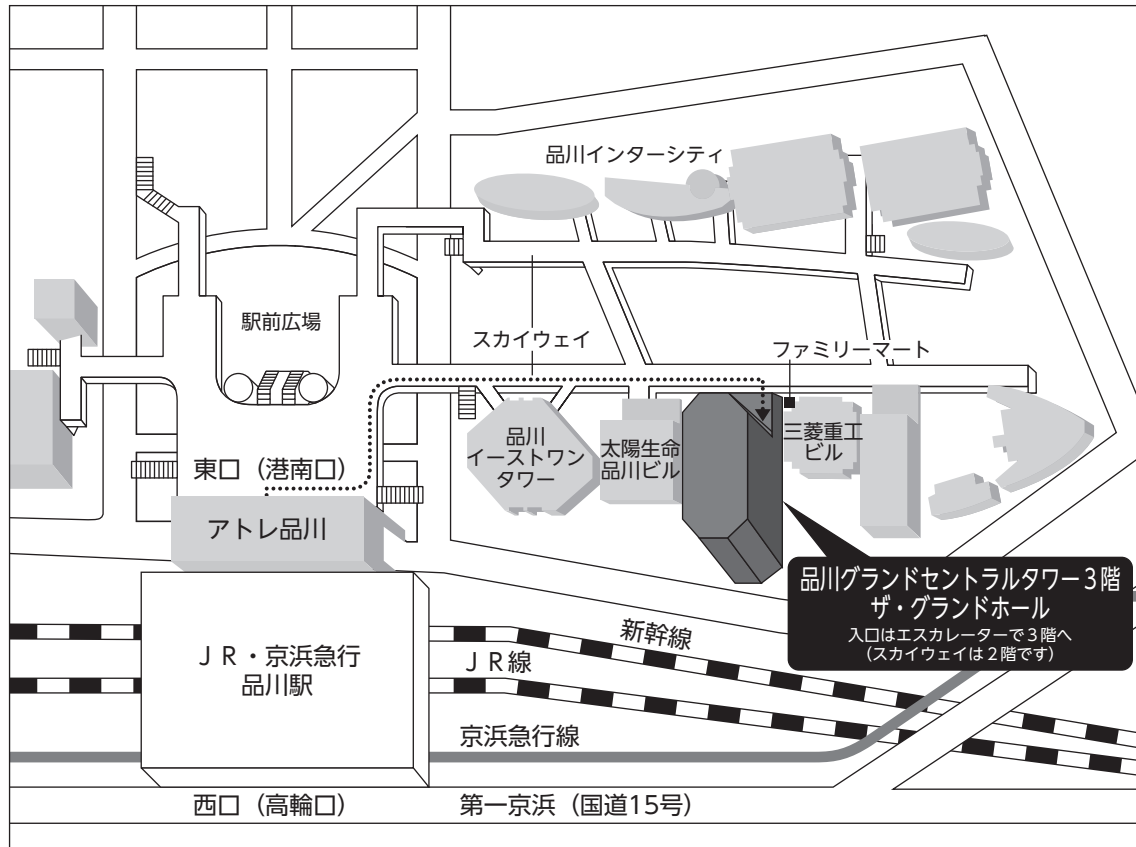 品川インターシティ
駅前広場
スカイウェイ
ファミリーマート
品川
イーストワン
タワー
太陽生命
品川ビル
三菱重工
ビル
東口（港南口）
アトレ品川
品川グランドセントラルタワー３階
ザ・グランドホール
入口はエスカレーターで３階へ
(スカイウェイは２階です)
ＪＲ・京浜急行
品川駅
新幹線
ＪＲ線
京浜急行線
西口（高輪口）
第一京浜（国道15号）